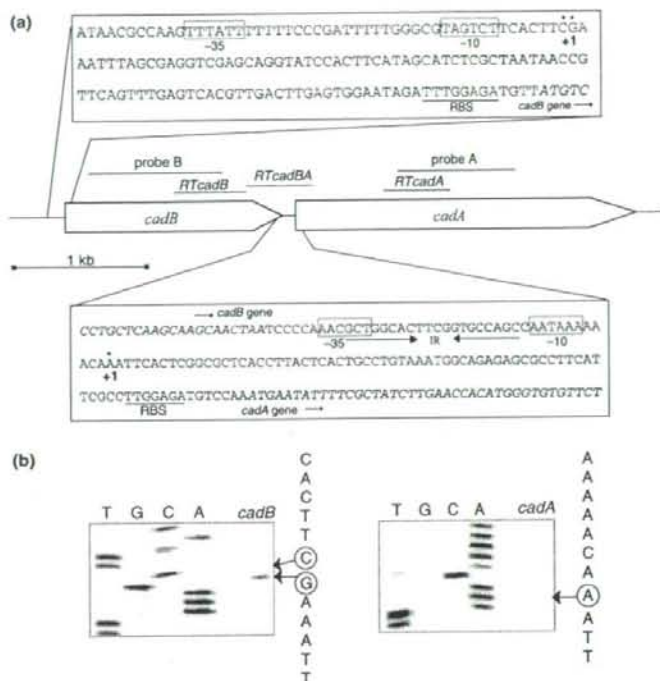 (a)
ATAACGCCAAGTTTATTTTTTTCCCGATTTTTGGGCGTAGTCTTCACTTCGA
−35
−10
+1
AATTTAGCGAGGTCGAGCAGGTATCCACTTCATAGCATCTCGCTAATAACCG
TTCAGTTTGAGTCACGTTGACTTGAGTGGAATAGATTTGGAGATGTTATGTC
RBS
cadB gene
probe B
probe A
RTcadB
RTcadBA
RTcadA
cadB
cadA
1 kb
cadB gene
CCTGCTCAAGCAAGCAACTAATCCCCAAACGCTGGCACTTCGGTGCCAGCCAATAAAAA
−35
IR
−10
ACAAATTCACTCGGCGCTCACCTTACTCACTGCCTGTAAATGGCAGAGAGCGCCTTCAT
+1
TCGCCTTGGAGATGTCCAAATGAATATTTTCGCTATCTTGAACCACATGGGTGTGTTCT
RBS
cadA gene
(b)
T G C A cadB
C
A
C
T
T
C
G
A
A
A
T
T
T G C A cadA
A
A
A
A
A
C
A
A
A
T
T